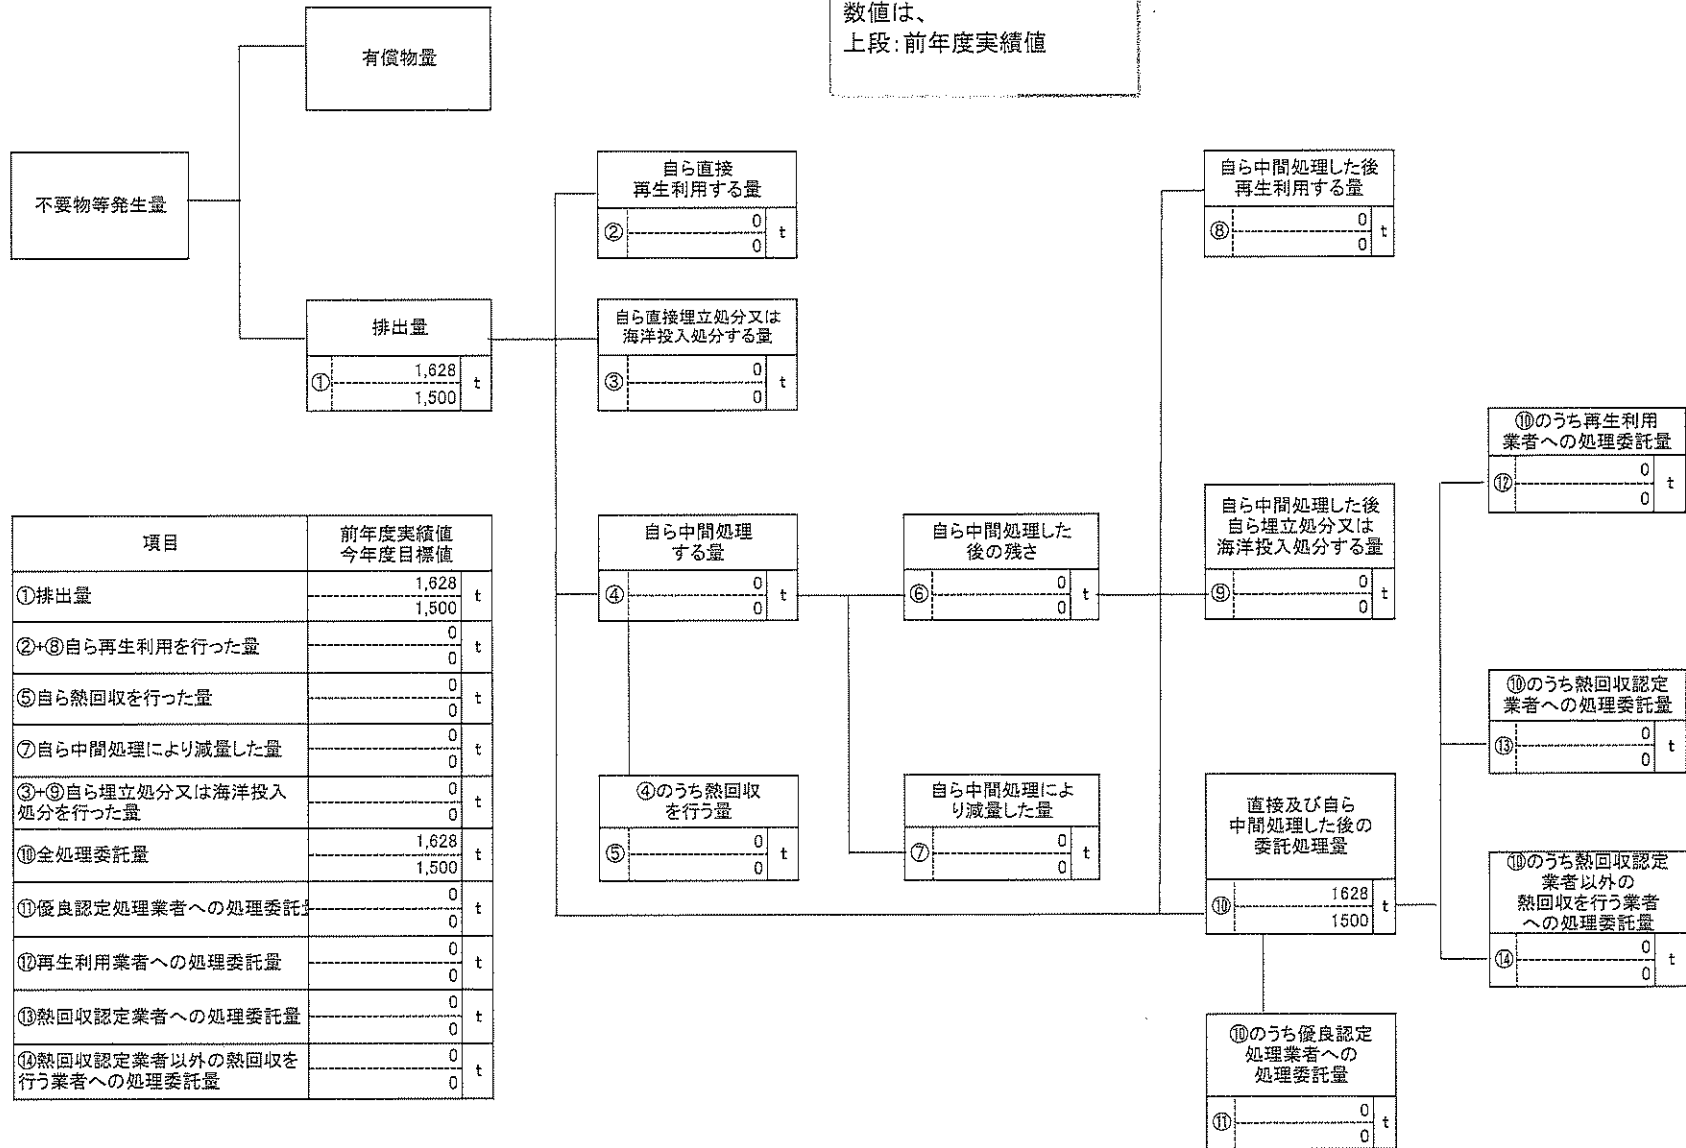 数値は、
上段:前年度実績値
有償物量
不要物等発生量
排出量
① 1,628 t
1,500
自ら直接
再生利用する量
② 0 t
0
自ら直接埋立処分又は
海洋投入処分する量
③ 0 t
0
自ら中間処理
する量
④ 0 t
0
④のうち熱回収
を行う量
⑤ 0 t
0
自ら中間処理した
後の残さ
⑥ 0 t
0
自ら中間処理によ
り減量した量
⑦ 0 t
0
自ら中間処理した後
再生利用する量
⑧ 0 t
0
自ら中間処理した後
自ら埋立処分又は
海洋投入処分する量
⑨ 0 t
0
直接及び自ら
中間処理した後の
委託処理量
⑩ 1628 t
1500
⑩のうち優良認定
処理業者への
処理委託量
⑪ 0 t
0
⑩のうち再生利用
業者への処理委託量
⑫ 0 t
0
⑩のうち熱回収認定
業者への処理委託量
⑬ 0 t
0
⑩のうち熱回収認定
業者以外の
熱回収を行う業者
への処理委託量
⑭ 0 t
0
項目 前年度実績値
今年度目標値
①排出量 1,628 t
1,500
②+⑧自ら再生利用を行った量 0 t
0
⑤自ら熱回収を行った量 0 t
0
⑦自ら中間処理により減量した量 0 t
0
③+⑨自ら埋立処分又は海洋投入
処分を行った量 0 t
0
⑩全処理委託量 1,628 t
1,500
⑪優良認定処理業者への処理委託 0 t
0
⑫再生利用業者への処理委託量 0 t
0
⑬熱回収認定業者への処理委託量 0 t
0
⑭熱回収認定業者以外の熱回収を
行う業者への処理委託量 0 t
0